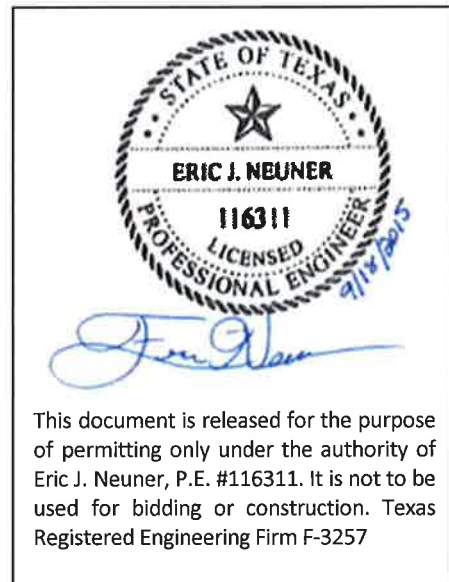 STATE OF TEXAS
ERIC J. NEUNER
116311
LICENSED
PROFESSIONAL ENGINEER
9/18/2015
This document is released for the purpose
of permitting only under the authority of
Eric J. Neuner, P.E. #116311. It is not to be
used for bidding or construction. Texas
Registered Engineering Firm F-3257